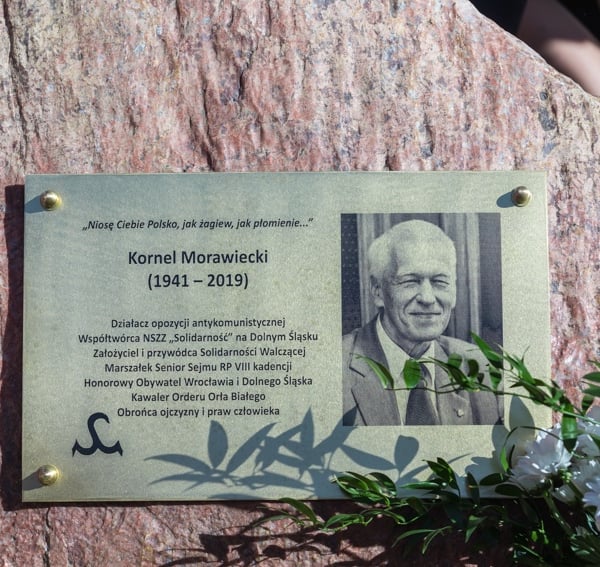 „Niosę Ciebie Polsko, jak żagiew, jak płomienie...”
Kornel Morawiecki
(1941 – 2019)
Działacz opozycji antykomunistycznej
Współtwórca NSZZ „Solidarność” na Dolnym Śląsku
Założyciel i przywódca Solidarności Walczącej
Marszałek Senior Sejmu RP VIII kadencji
Honorowy Obywatel Wrocławia i Dolnego Śląska
Kawaler Orderu Orła Białego
Obrońca ojczyzny i praw człowieka